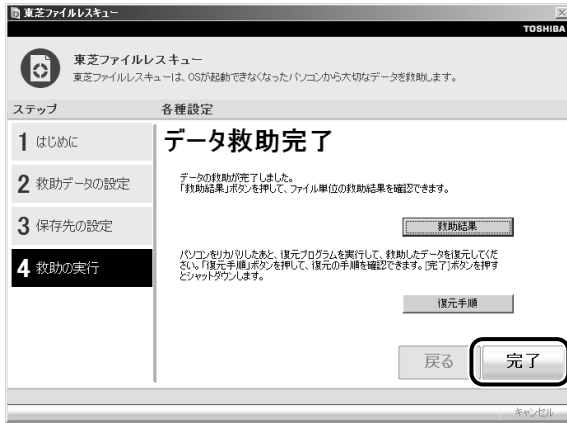 東芝ファイルレスキュー
TOSHIBA
東芝ファイルレスキュー
東芝ファイルレスキューは、OSが起動できなくなったパソコンから大切なデータを救助します。
ステップ
各種設定
1 はじめに
2 救助データの設定
3 保存先の設定
4 救助の実行
データ救助完了
データの救助が完了しました。
「救助結果」ボタンを押して、ファイル単位の救助結果を確認できます。
救助結果
パソコンをリカバリしたあと、復元プログラムを実行して、救助したデータを復元してくだ
さい。「復元手順」ボタンを押して、復元の手順を確認できます。[完了]ボタンを押す
とシャットダウンします。
復元手順
戻る
完了
キャンセル